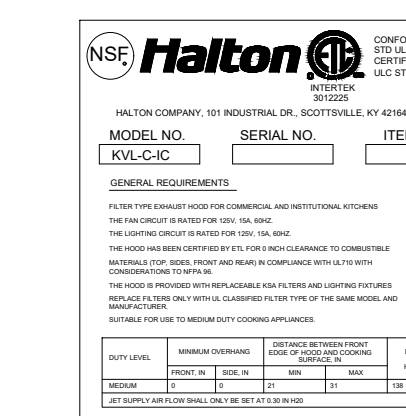 NSF
Halton
ETL
CONFO
STD UL
CERTIF
ULC ST
INTERTEK
3012225
HALTON COMPANY, 101 INDUSTRIAL DR., SCOTTSVILLE, KY 42164
MODEL NO. SERIAL NO. ITE
KVL-C-IC
GENERAL REQUIREMENTS
FILTER TYPE EXHAUST HOOD FOR COMMERCIAL AND INSTITUTIONAL KITCHENS
THE FAN CIRCUIT IS RATED FOR 125V, 15A, 60HZ.
THE LIGHTING CIRCUIT IS RATED FOR 125V, 15A, 60HZ.
THE HOOD HAS BEEN CERTIFIED BY ETL FOR 0 INCH CLEARANCE TO COMBUSTIBLE
MATERIALS (TOP, SIDES, FRONT AND REAR) IN COMPLIANCE WITH UL710 WITH
CONSIDERATIONS TO NFPA 96.
THE HOOD IS PROVIDED WITH REPLACEABLE KSA FILTERS AND LIGHTING FIXTURES
REPLACE FILTERS ONLY WITH UL CLASSIFIED FILTER TYPE OF THE SAME MODEL AND
MANUFACTURER.
SUITABLE FOR USE TO MEDIUM DUTY COOKING APPLIANCES.
DUTY LEVEL MINIMUM OVERHANG DISTANCE BETWEEN FRONT
EDGE OF HOOD AND COOKING
SURFACE, IN
FRONT, IN SIDE, IN MIN MAX
MEDIUM 0 0 21 31 138
JET SUPPLY AIR FLOW SHALL ONLY BE SET AT 0.30 IN H20